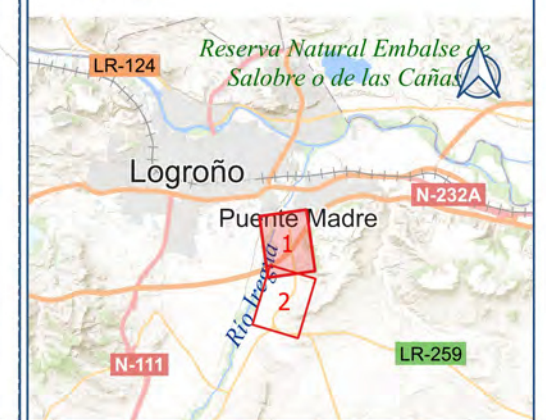 Reserva Natural Embalse de
Salobre o de las Cañas
LR-124
Logroño
N-232A
Puente Madre
1
Río Iregua
2
N-111
LR-259